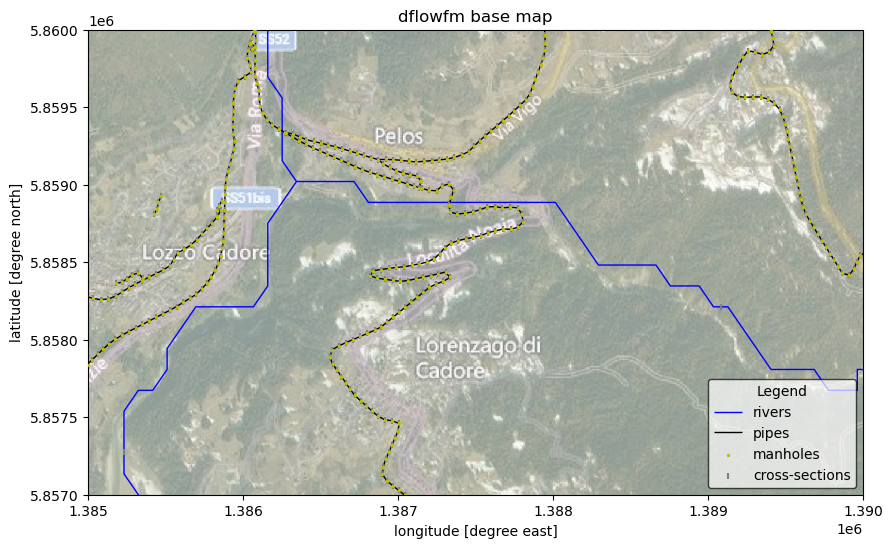 dflowfm base map
1e6
5.8600
5.8595
5.8590
5.8585
5.8580
5.8575
5.8570
latitude [degree north]
SS52
Via Roma
Pelos
Via Vigo
SS51bis
Lozzo Cadore
Lorenzago di
Cadore
Legend
rivers
pipes
manholes
cross-sections
1.385
1.386
1.387
1.388
1.389
1.390
longitude [degree east]
1e6